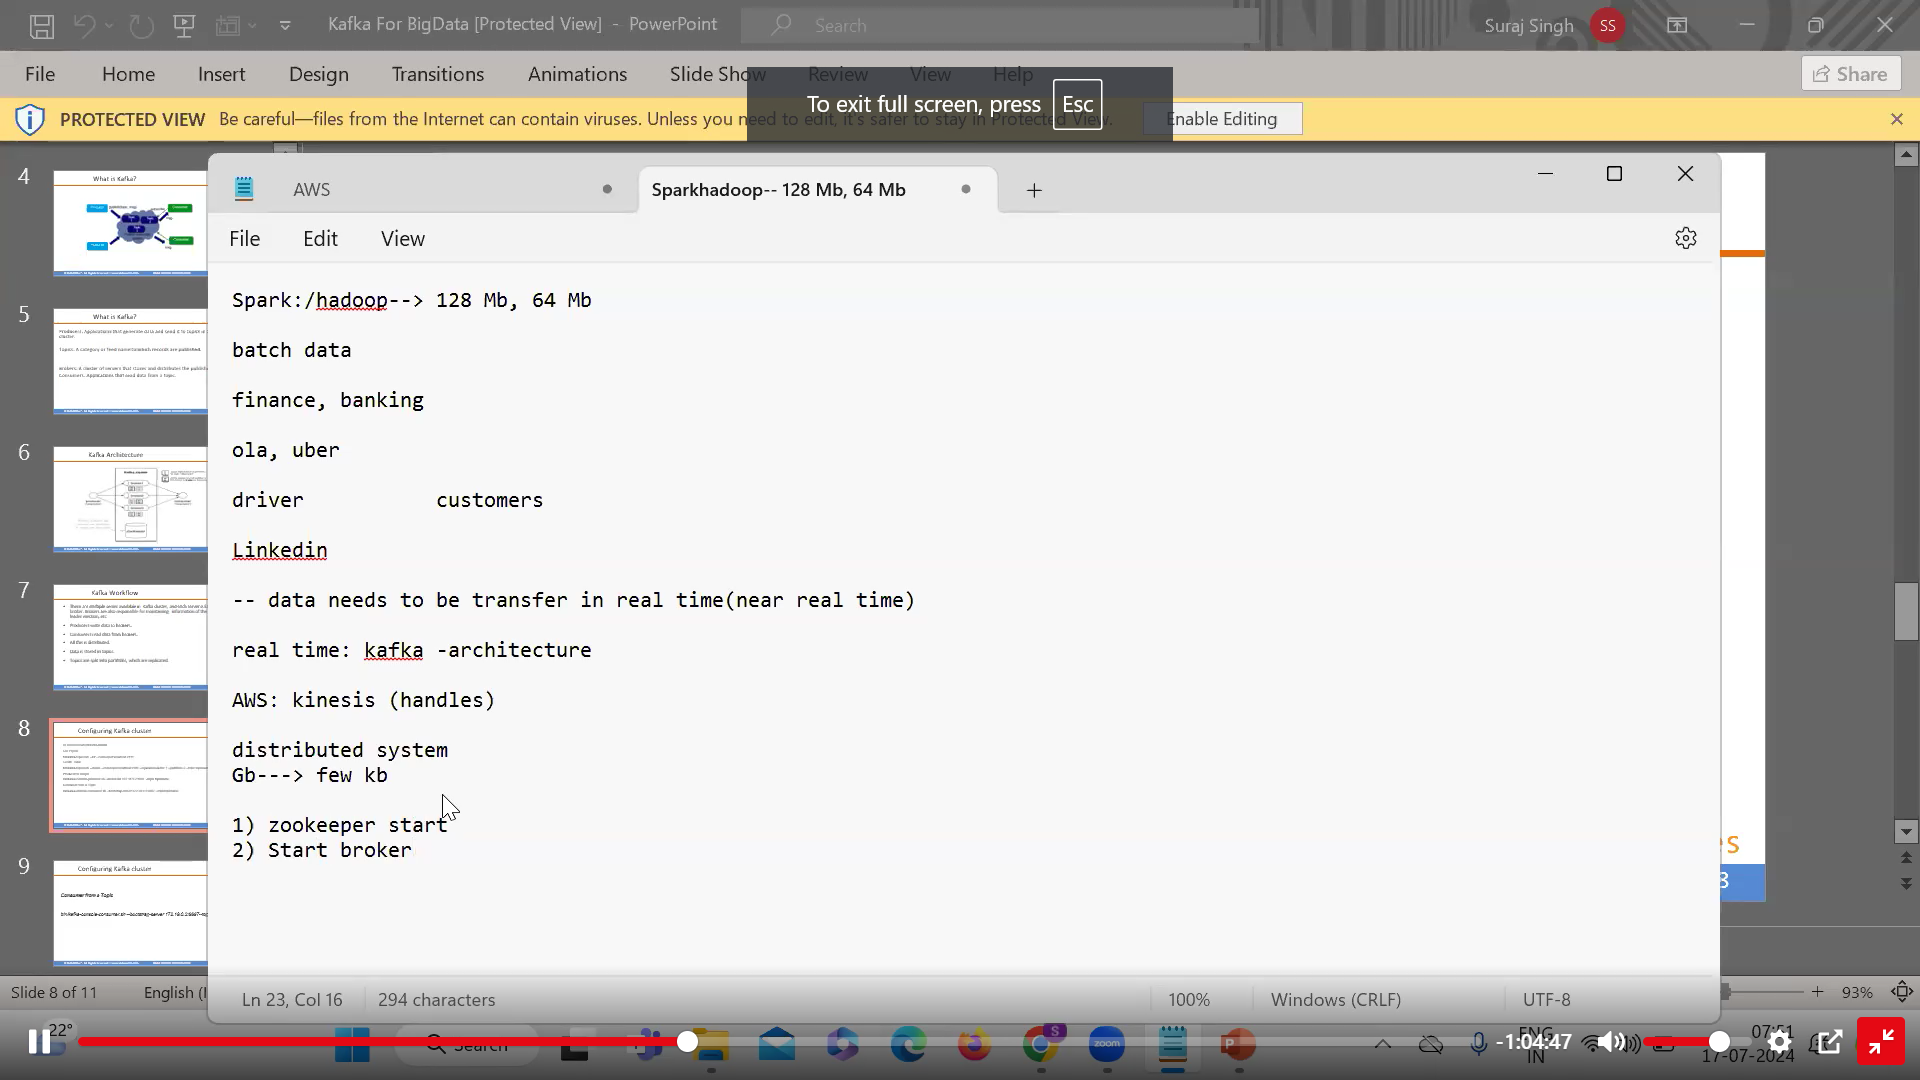 Kafka For BigData [Protected View] - PowerPoint
Search
Suraj Singh
SS
File Home Insert Design Transitions Animations Slide Show Review View Help
Share
To exit full screen, press Esc
PROTECTED VIEW Be careful—files from the Internet can contain viruses. Unless you need to edit, it's safer to stay in Protected View.
Enable Editing
4
What is Kafka?
5
What is Kafka?
6
Kafka Architecture
7
Kafka Workflow
8
Configuring Kafka cluster
9
Configuring Kafka cluster
Consumer from a Topic
AWS
Sparkhadoop-- 128 Mb, 64 Mb
File Edit View
Spark:/hadoop--> 128 Mb, 64 Mb
batch data
finance, banking
ola, uber
driver customers
Linkedin
-- data needs to be transfer in real time(near real time)
real time: kafka -architecture
AWS: kinesis (handles)
distributed system
Gb---> few kb
1) zookeeper start
2) Start broker
Ln 23, Col 16
294 characters
100%
Windows (CRLF)
UTF-8
Slide 8 of 11
93%
22°
Search
-1:04:47
ENG
IN
07:51
17-07-2024